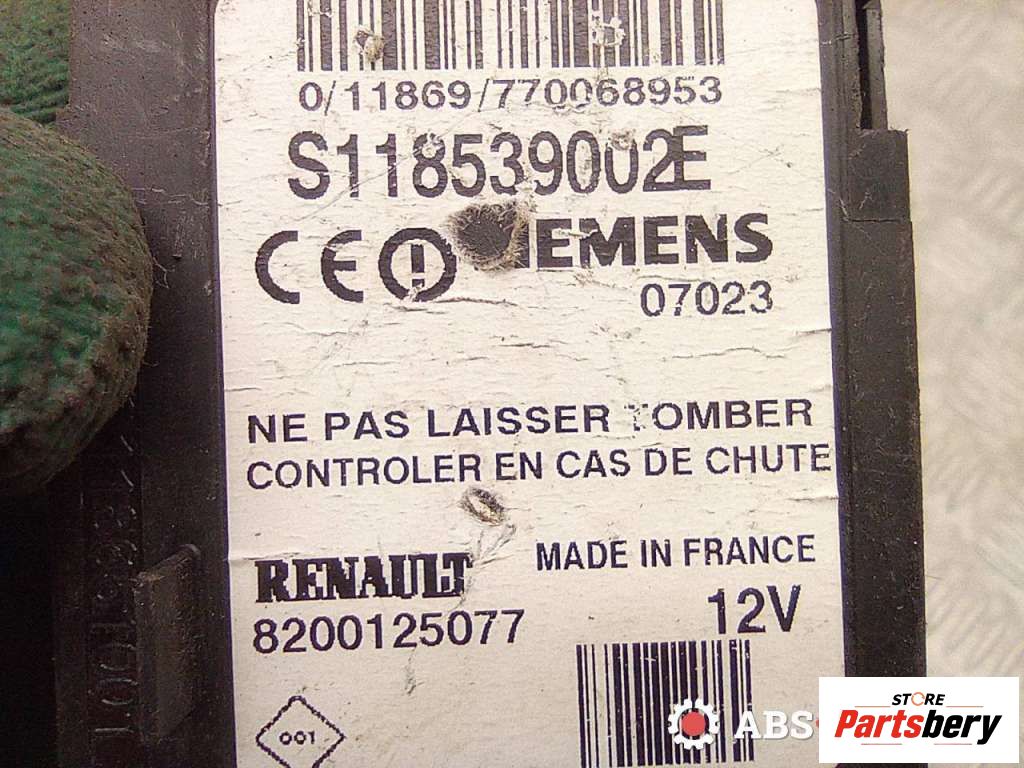 0/11869/770068953
S118539002E
CE IEMENS
07023
NE PAS LAISSER TOMBER
CONTROLER EN CAS DE CHUTE
RENAULT MADE IN FRANCE
8200125077 12V
001
ABS
STORE
Partsbery